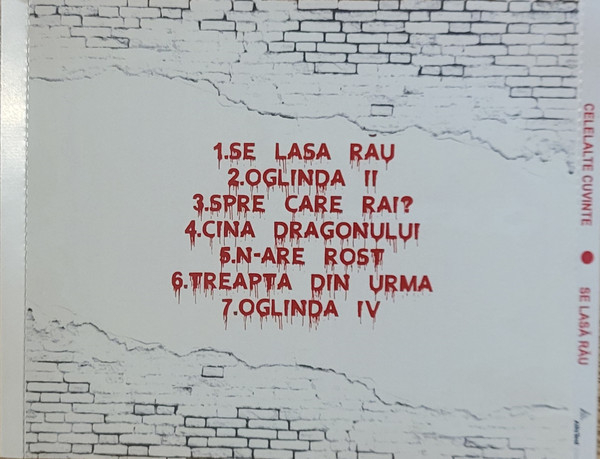 1.SE LASA RAU
2.OGLINDA II
3.SPRE CARE RAI?
4.CINA DRAGONULUI
5.N-ARE ROST
6.TREAPTA DIN URMA
7.OGLINDA IV
CELELALTE CUVINTE ● SE LASĂ RĂU